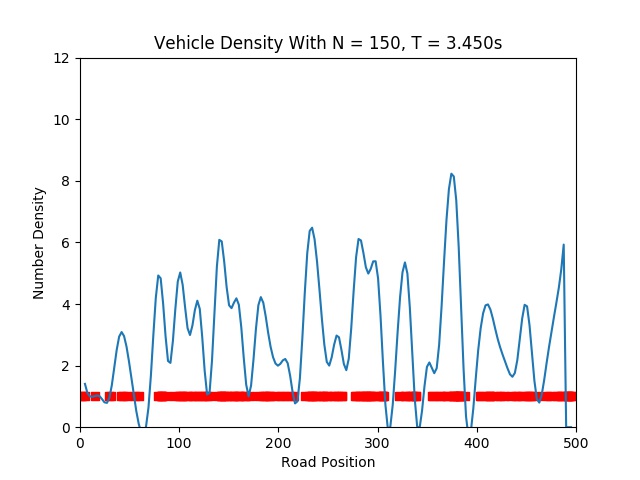 Vehicle Density With N = 150, T = 3.450s
12
10
8
6
4
2
0
Number Density
0 100 200 300 400 500
Road Position